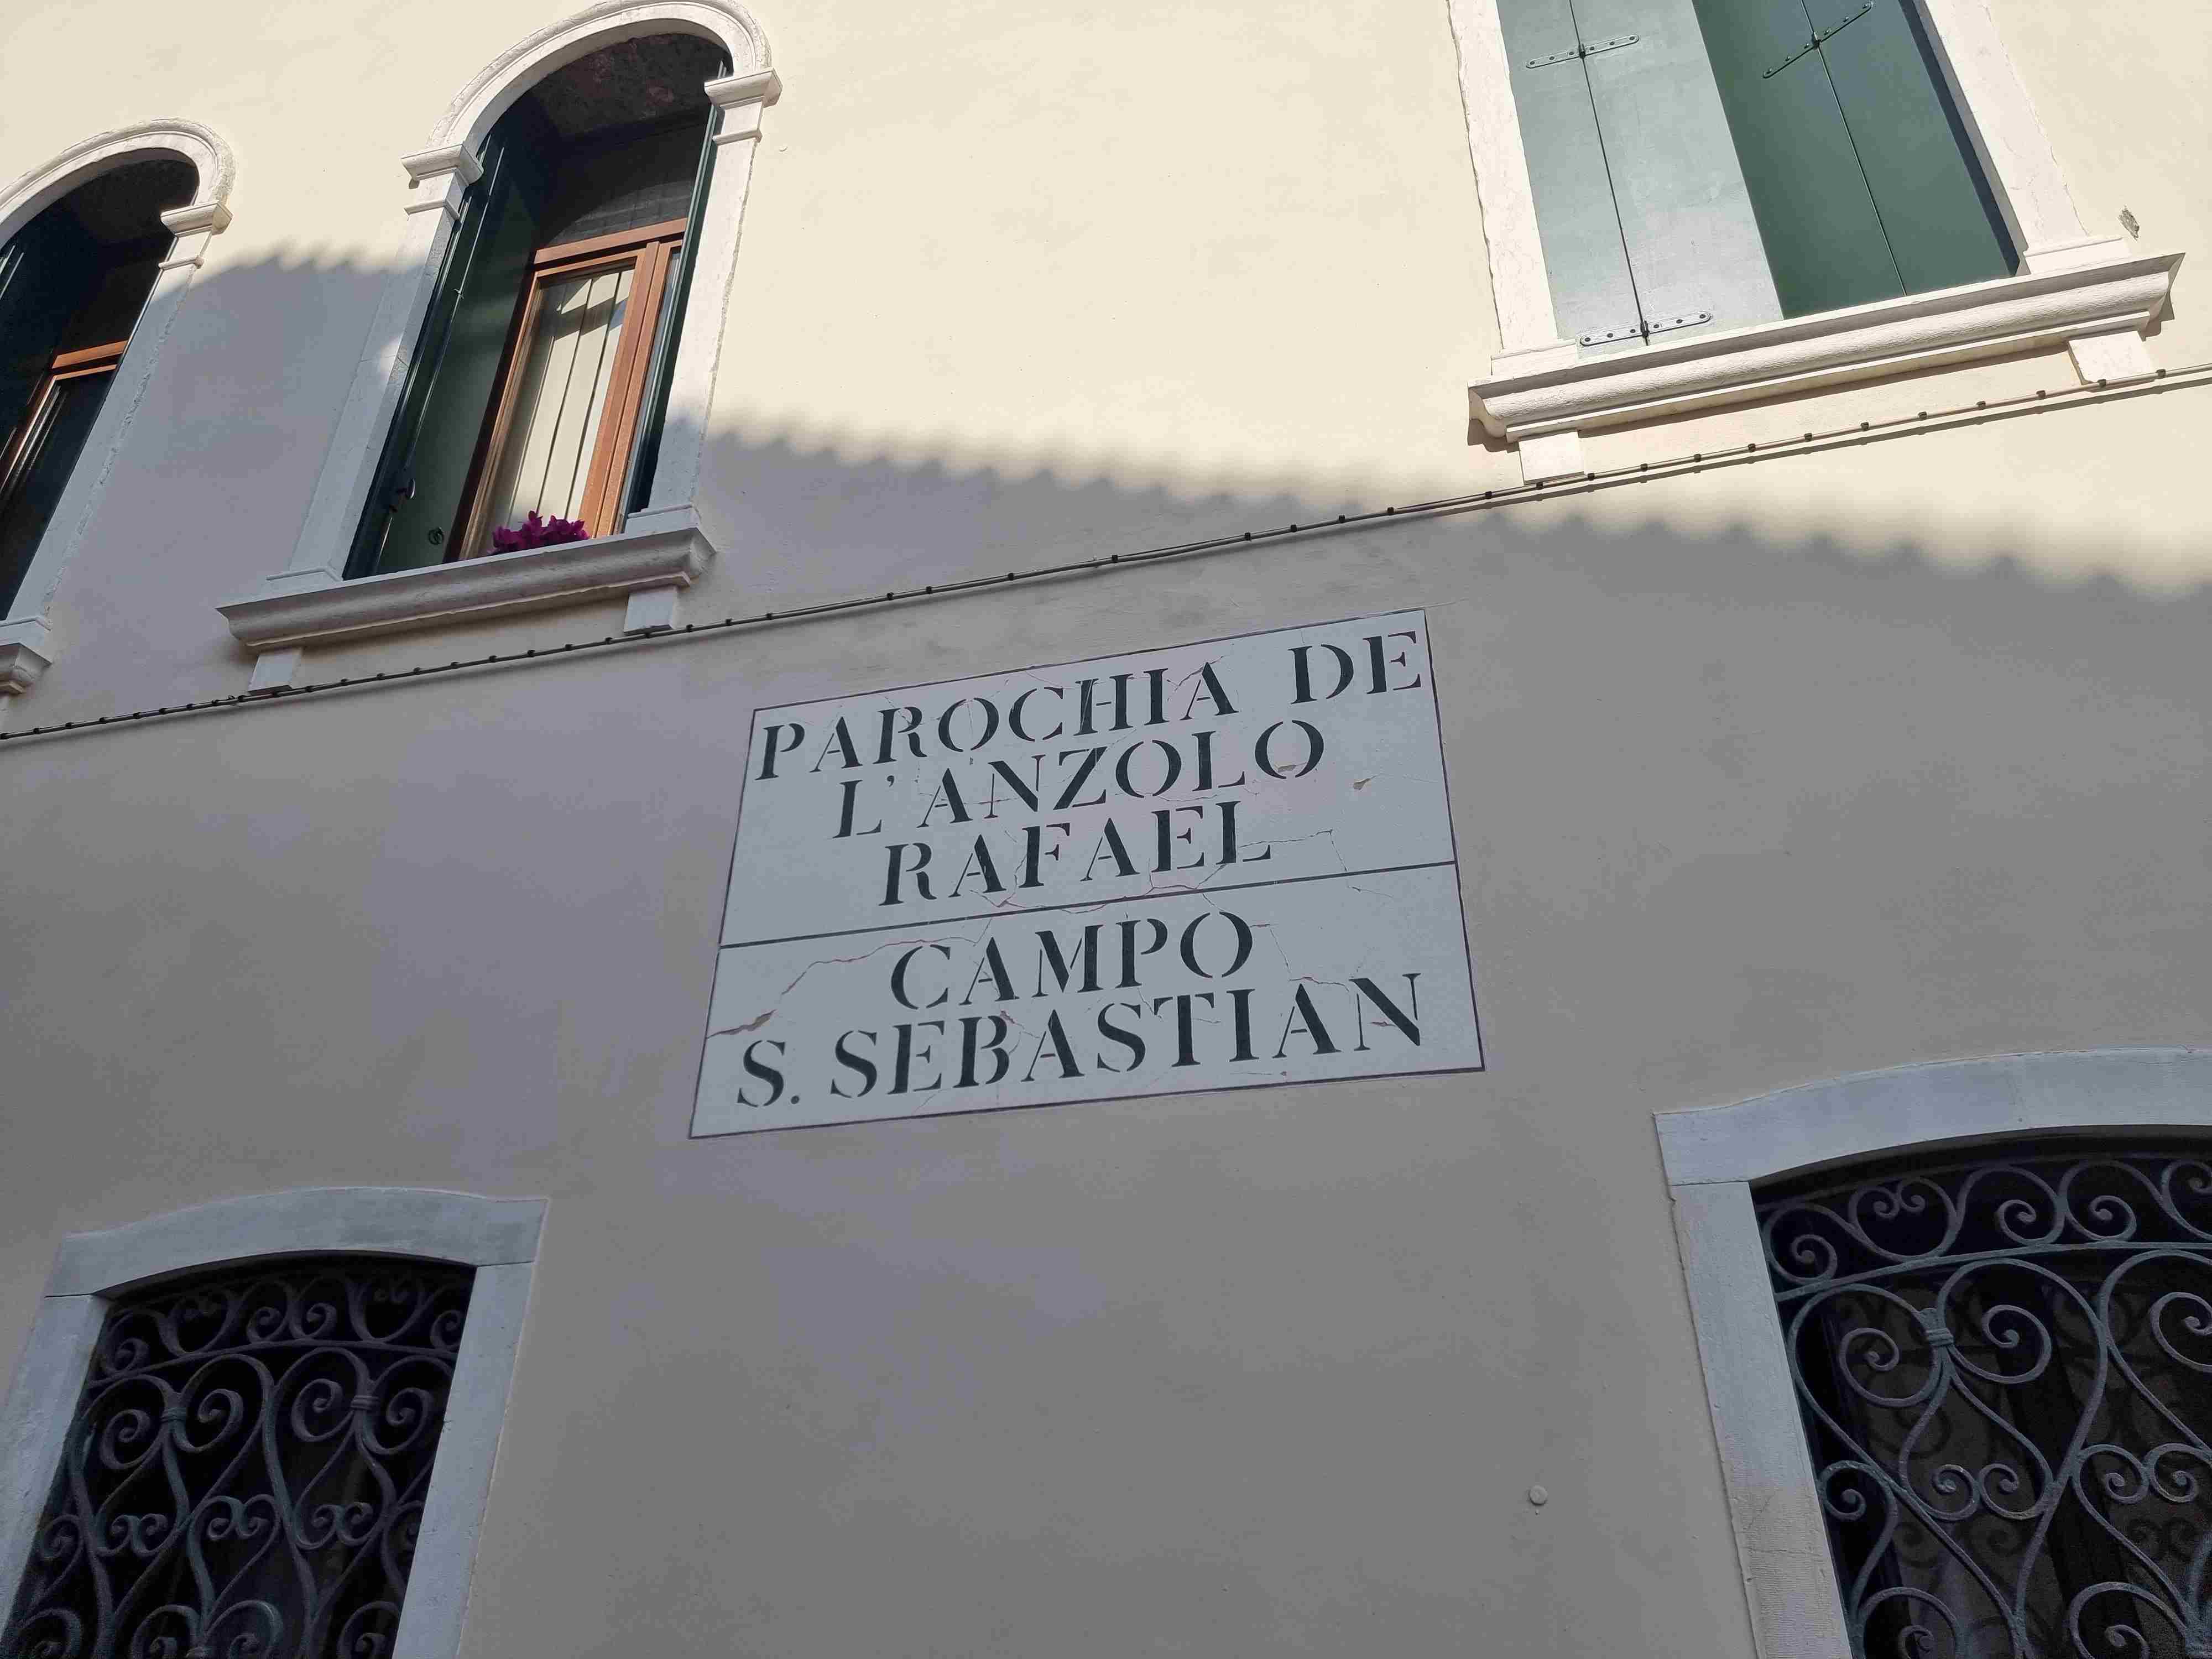 PAROCHIA DE
L'ANZOLO
RAFAEL
CAMPO
S. SEBASTIAN